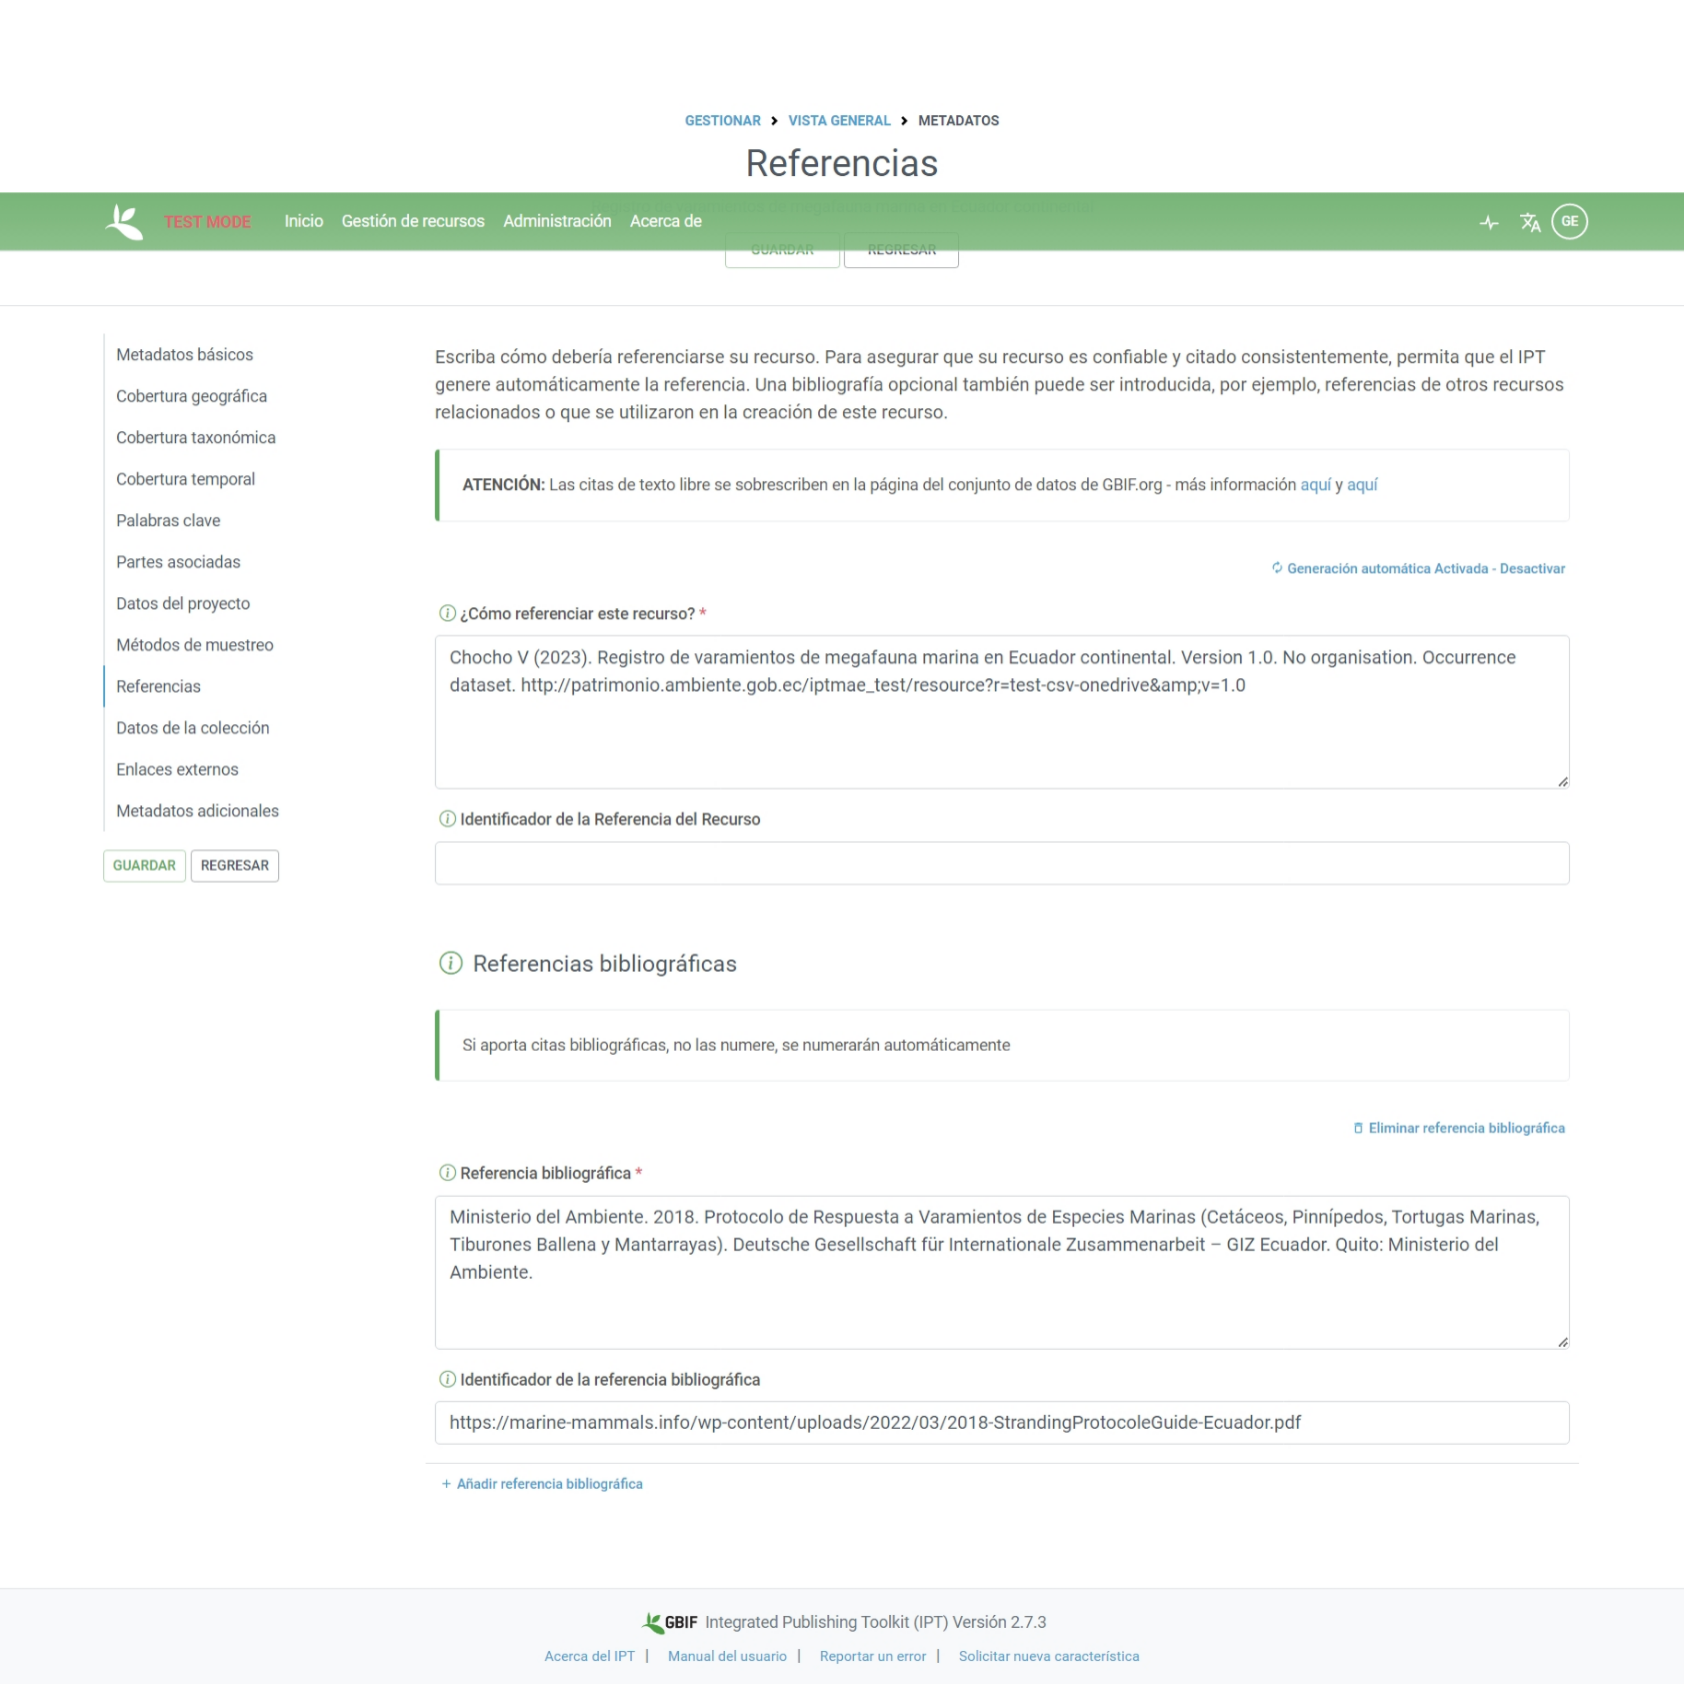 GESTIONAR > VISTA GENERAL > METADATOS
Referencias
TEST MODE Inicio Gestión de recursos Administración Acerca de GE
GUARDAR REGRESAR
Metadatos básicos
Cobertura geográfica
Cobertura taxonómica
Cobertura temporal
Palabras clave
Partes asociadas
Datos del proyecto
Métodos de muestreo
Referencias
Datos de la colección
Enlaces externos
Metadatos adicionales
GUARDAR REGRESAR
Escriba cómo debería referenciarse su recurso. Para asegurar que su recurso es confiable y citado consistentemente, permita que el IPT
genere automáticamente la referencia. Una bibliografía opcional también puede ser introducida, por ejemplo, referencias de otros recursos
relacionados o que se utilizaron en la creación de este recurso.
ATENCIÓN: Las citas de texto libre se sobrescriben en la página del conjunto de datos de GBIF.org - más información aquí y aquí
Generación automática Activada - Desactivar
¿Cómo referenciar este recurso? *
Chocho V (2023). Registro de varamientos de megafauna marina en Ecuador continental. Version 1.0. No organisation. Occurrence
dataset. http://patrimonio.ambiente.gob.ec/iptmae_test/resource?r=test-csv-onedrive&amp;v=1.0
Identificador de la Referencia del Recurso
Referencias bibliográficas
Si aporta citas bibliográficas, no las numere, se numerarán automáticamente
Eliminar referencia bibliográfica
Referencia bibliográfica *
Ministerio del Ambiente. 2018. Protocolo de Respuesta a Varamientos de Especies Marinas (Cetáceos, Pinnípedos, Tortugas Marinas,
Tiburones Ballena y Mantarrayas). Deutsche Gesellschaft für Internationale Zusammenarbeit – GIZ Ecuador. Quito: Ministerio del
Ambiente.
Identificador de la referencia bibliográfica
https://marine-mammals.info/wp-content/uploads/2022/03/2018-StrandingProtocoleGuide-Ecuador.pdf
+ Añadir referencia bibliográfica
GBIF Integrated Publishing Toolkit (IPT) Versión 2.7.3
Acerca del IPT | Manual del usuario | Reportar un error | Solicitar nueva característica